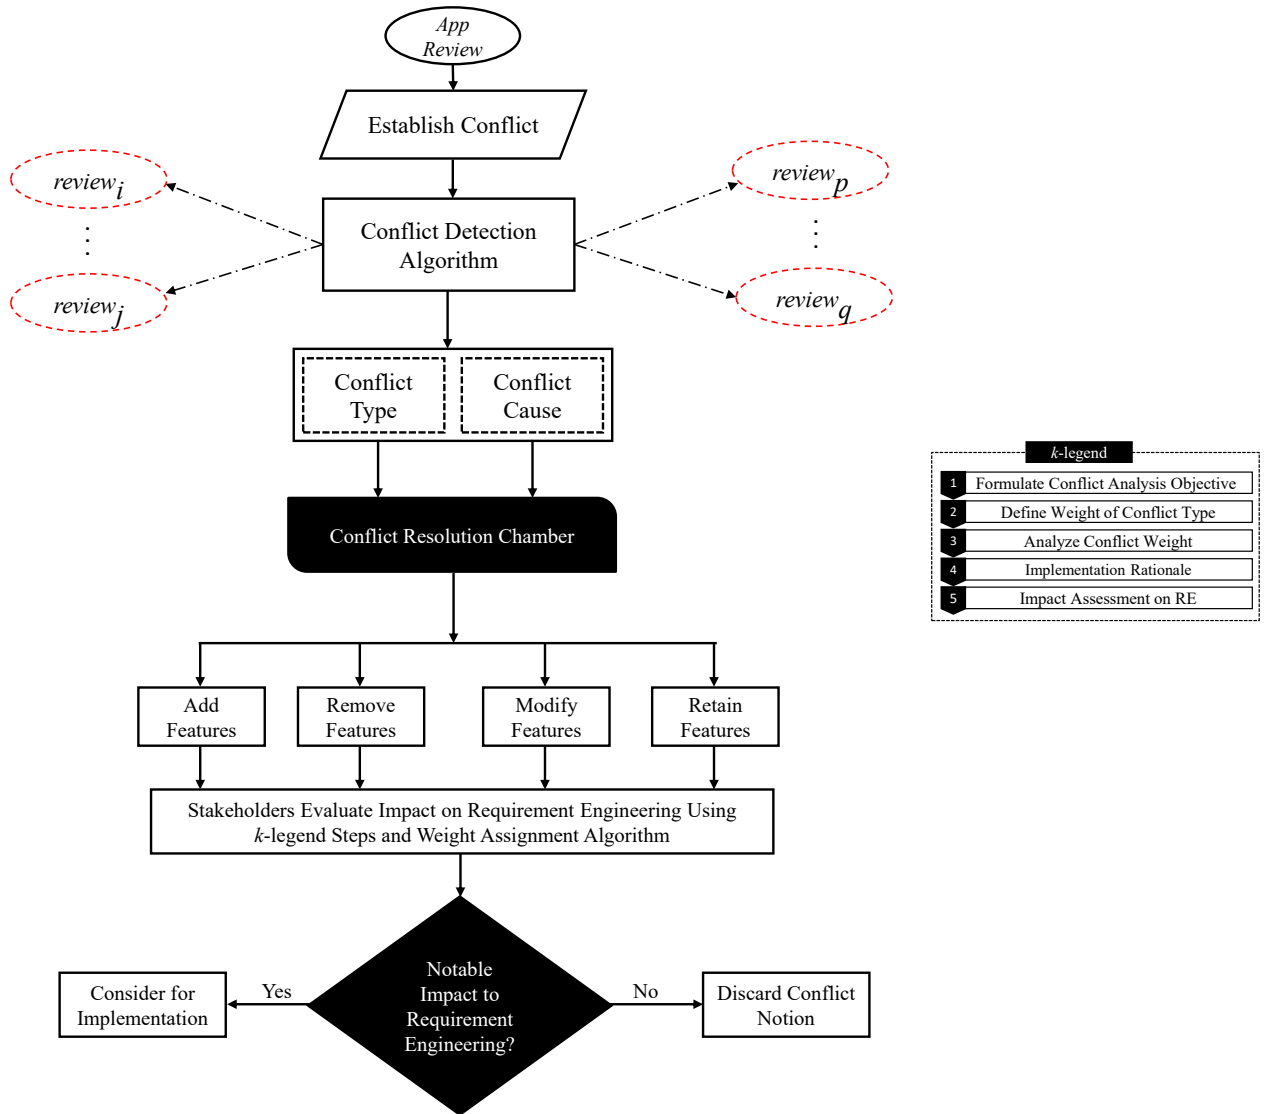 App
Review
Establish Conflict
Conflict Detection
Algorithm
review_i
review_j
review_p
review_q
Conflict
Type
Conflict
Cause
Conflict Resolution Chamber
Add
Features
Remove
Features
Modify
Features
Retain
Features
Stakeholders Evaluate Impact on Requirement Engineering Using
k-legend Steps and Weight Assignment Algorithm
Notable
Impact to
Requirement
Engineering?
Yes
Consider for
Implementation
No
Discard Conflict
Notion
k-legend
1 Formulate Conflict Analysis Objective
2 Define Weight of Conflict Type
3 Analyze Conflict Weight
4 Implementation Rationale
5 Impact Assessment on RE